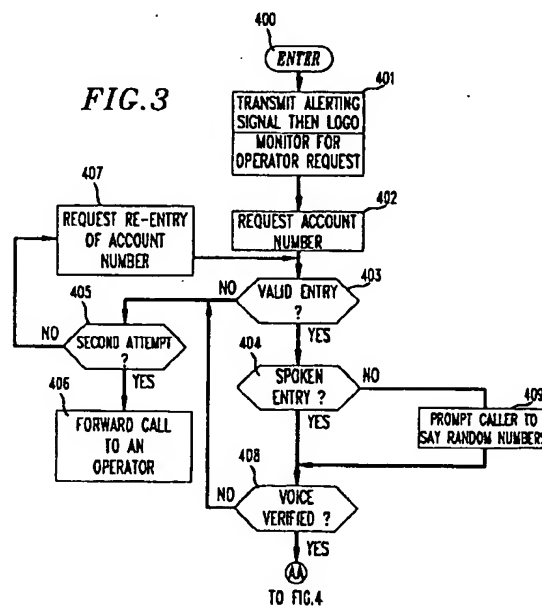 400
ENTER
FIG.3
401
TRANSMIT ALERTING
SIGNAL THEN LOGO
MONITOR FOR
OPERATOR REQUEST
407
REQUEST RE-ENTRY
OF ACCOUNT
NUMBER
402
REQUEST ACCOUNT
NUMBER
403
NO
VALID ENTRY
?
YES
405
NO
SECOND ATTEMPT
?
YES
404
SPOKEN
ENTRY ?
NO
YES
409
PROMPT CALLER TO
SAY RANDOM NUMBERS
406
FORWARD CALL
TO AN
OPERATOR
408
NO
VOICE
VERIFIED ?
YES
AA
TO FIG.4